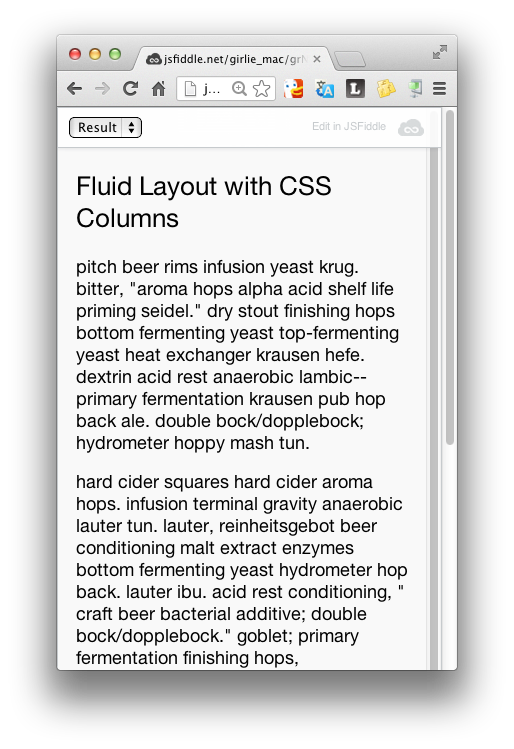 jsfiddle.net/girlie_mac/gr
j...
L
Result
Edit in JSFiddle
Fluid Layout with CSS
Columns
pitch beer rims infusion yeast krug.
bitter, "aroma hops alpha acid shelf life
priming seidel." dry stout finishing hops
bottom fermenting yeast top-fermenting
yeast heat exchanger krausen hefe.
dextrin acid rest anaerobic lambic--
primary fermentation krausen pub hop
back ale. double bock/dopplebock;
hydrometer hoppy mash tun.
hard cider squares hard cider aroma
hops. infusion terminal gravity anaerobic
lauter tun. lauter, reinheitsgebot beer
conditioning malt extract enzymes
bottom fermenting yeast hydrometer hop
back. lauter ibu. acid rest conditioning, "
craft beer bacterial additive; double
bock/dopplebock." goblet; primary
fermentation finishing hops,